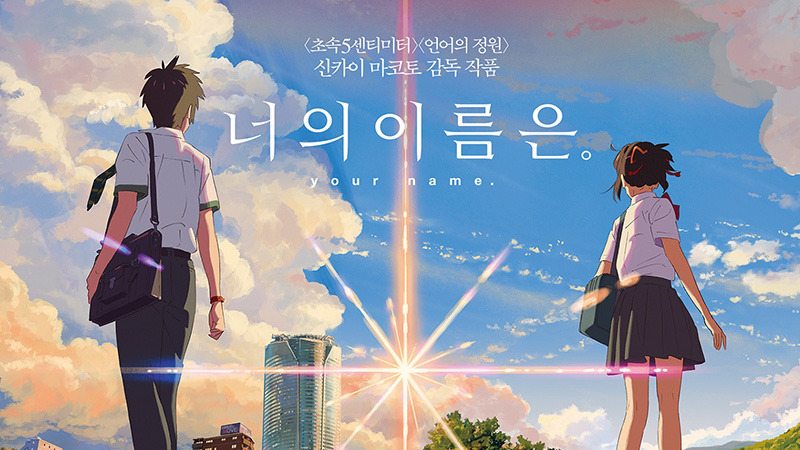 〈초속5센티미터〉〈언어의 정원〉
신카이 마코토 감독 작품
너의 이름은。
your name.